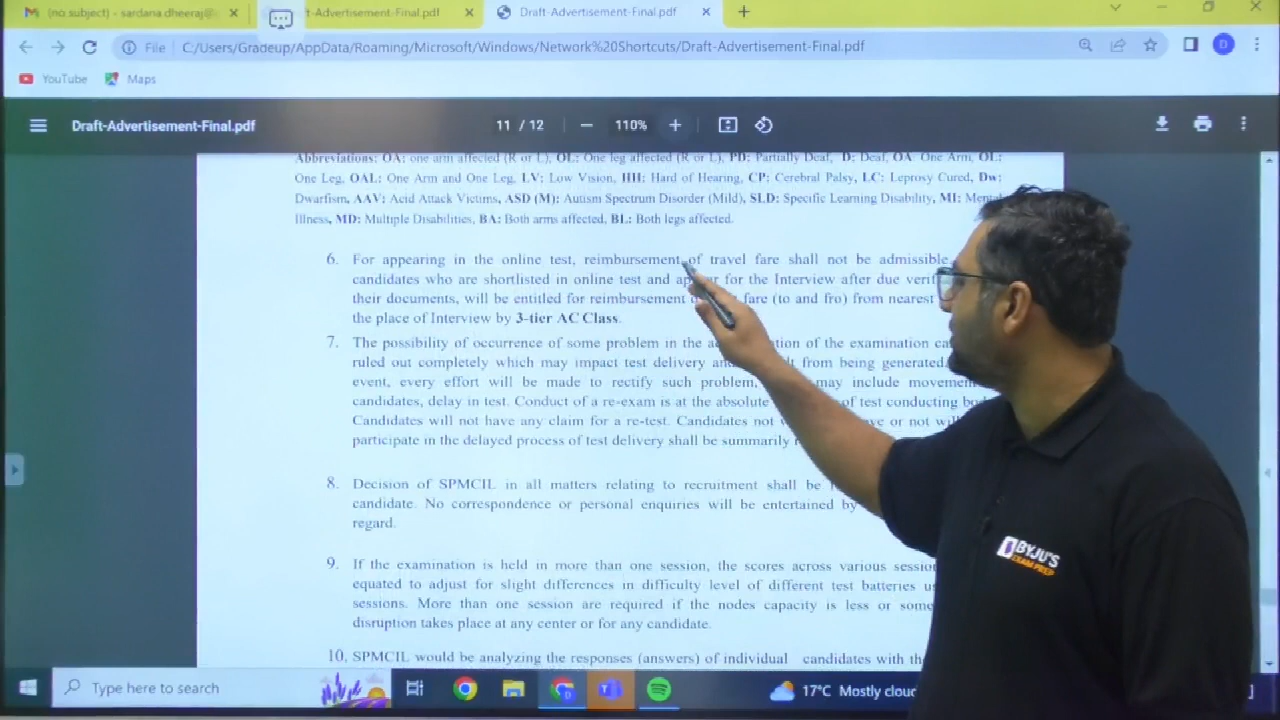 (no subject) - sardana.dheeraj@
t-Advertisement-Final.pdf
Draft-Advertisement-Final.pdf
File
C:/Users/Gradeup/AppData/Roaming/Microsoft/Windows/Network%20Shortcuts/Draft-Advertisement-Final.pdf
D
YouTube
Maps
Draft-Advertisement-Final.pdf
11 / 12
110%
Abbreviations: OA: one arm affected (R or L), OL: One leg affected (R or L), PD: Partially Deaf, D: Deaf, OA: One Arm, OL:
One Leg, OAL: One Arm and One Leg, LV: Low Vision, HH: Hard of Hearing, CP: Cerebral Palsy, LC: Leprosy Cured, Dw:
Dwarfism, AAV: Acid Attack Victims, ASD (M): Autism Spectrum Disorder (Mild), SLD: Specific Learning Disability, MI:
Illness, MD: Multiple Disabilities, BA: Both arms affected, BL: Both legs affected.
6. For appearing in the online test, reimbursement of travel fare shall not be admissible.
candidates who are shortlisted in online test and for the Interview after due
their documents, will be entitled for reimbursement fare (to and fro) from nearest
the place of Interview by 3-tier AC Class.
7. The possibility of occurrence of some problem in the of the examination
ruled out completely which may impact test delivery from being generated.
event, every effort will be made to rectify such problem, may include
candidates, delay in test. Conduct of a re-exam is at the absolute of test conducting
Candidates will not have any claim for a re-test. Candidates not or not
participate in the delayed process of test delivery shall be summarily
8. Decision of SPMCIL in all matters relating to recruitment shall be
candidate. No correspondence or personal enquiries will be entertained by
regard.
9. If the examination is held in more than one session, the scores across various
equated to adjust for slight differences in difficulty level of different test batteries
sessions. More than one session are required if the nodes capacity is less or some
disruption takes place at any center or for any candidate.
10. SPMCIL would be analyzing the responses (answers) of individual candidates with
BYJU'S
EXAM PREP
Type here to search
17°C Mostly